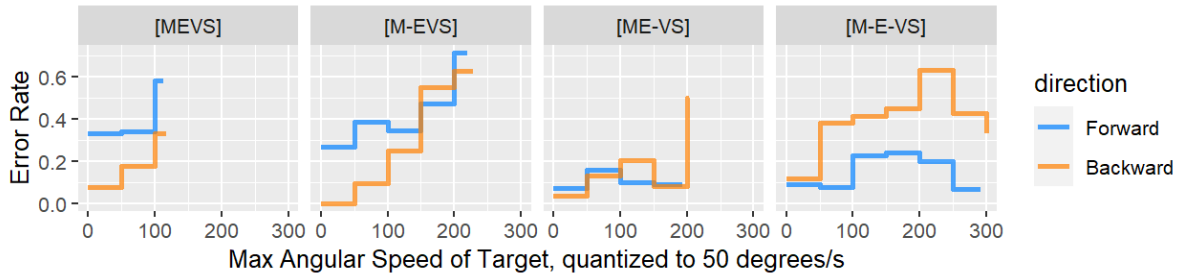 [MEVS] [M-EVS] [ME-VS] [M-E-VS]
Error Rate
0.6
0.4
0.2
0.0
0 100 200 300 0 100 200 300 0 100 200 300 0 100 200 300
Max Angular Speed of Target, quantized to 50 degrees/s
direction
Forward
Backward